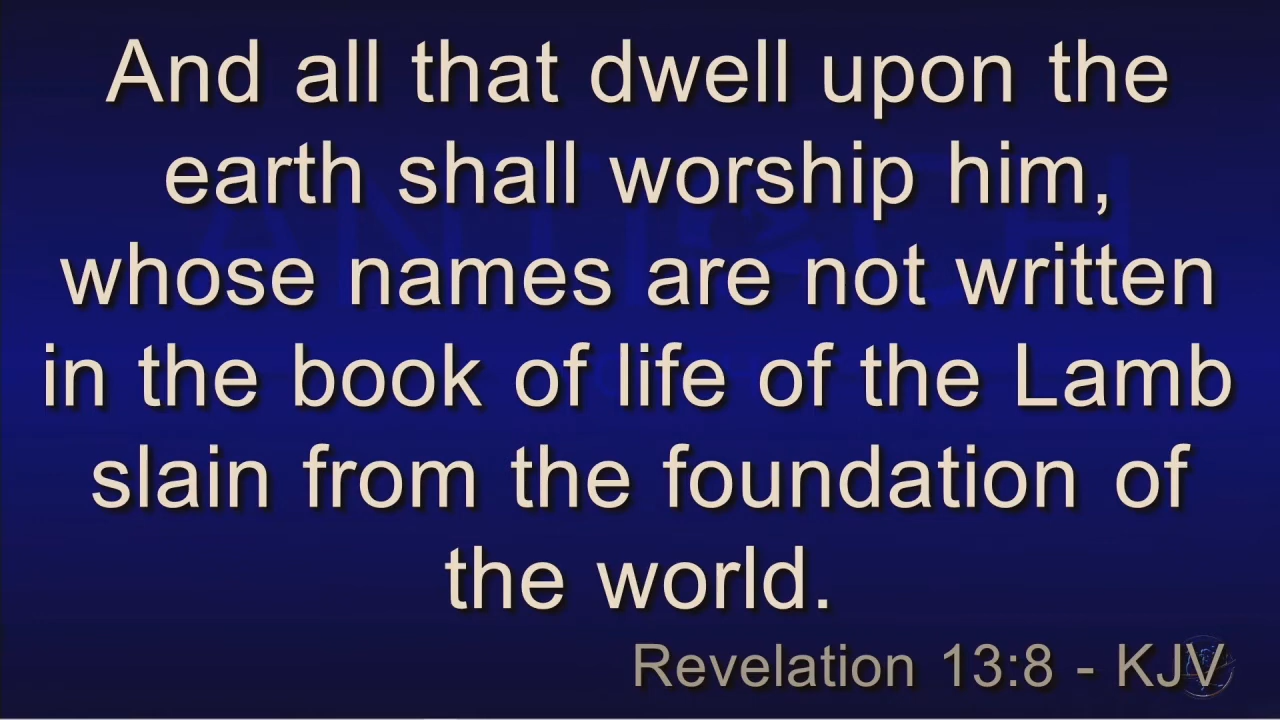 And all that dwell upon the
earth shall worship him,
whose names are not written
in the book of life of the Lamb
slain from the foundation of
the world.
Revelation 13:8 - KJV